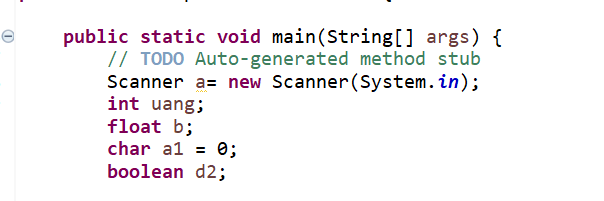 public static void main(String[] args) {
// TODO Auto-generated method stub
Scanner a= new Scanner(System.in);
int uang;
float b;
char a1 = 0;
boolean d2;